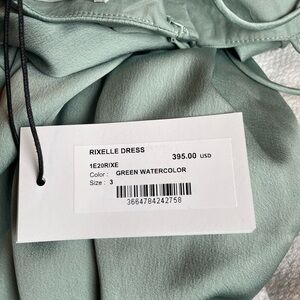 RIXELLE DRESS 395.00 USD
1E20RIXE
Color : GREEN WATERCOLOR
Size : 3
3664784242758